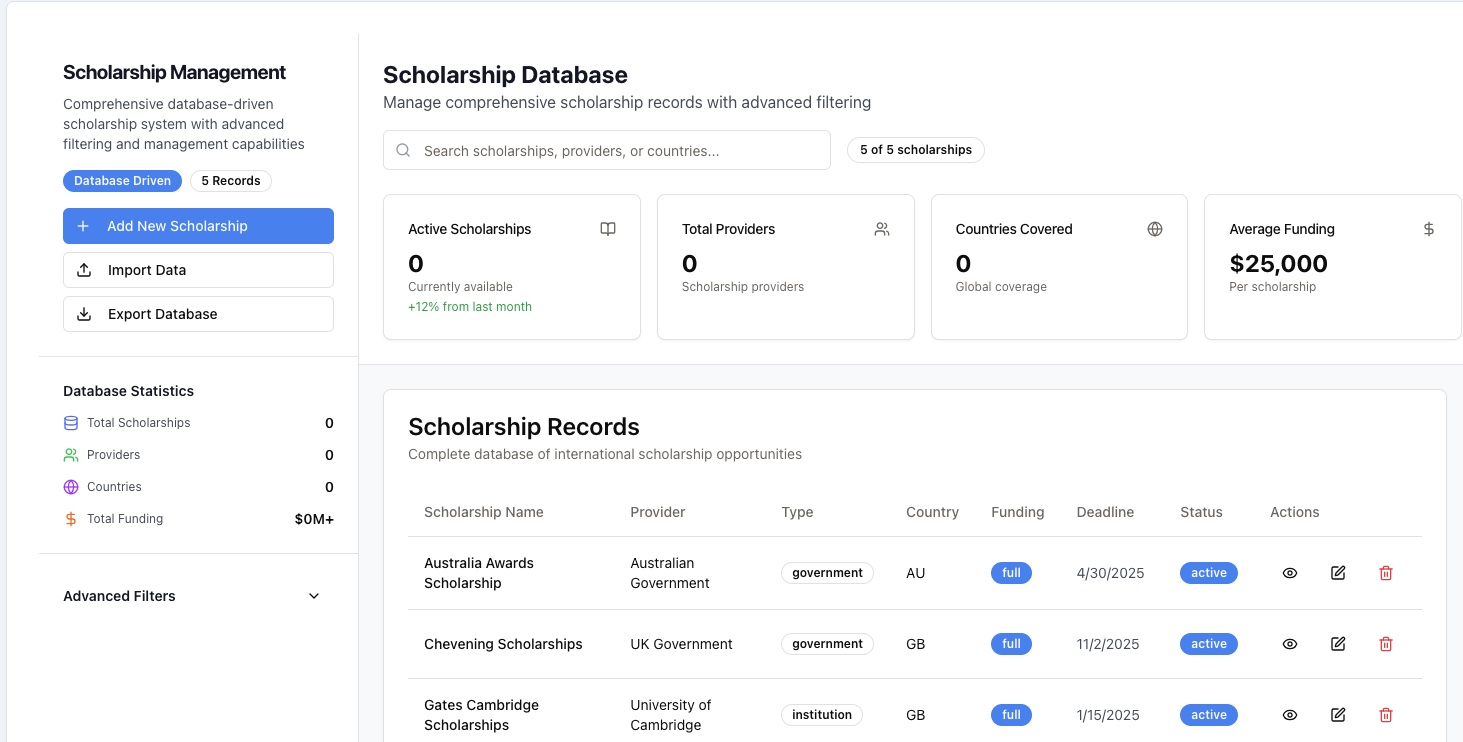 Scholarship Management
Comprehensive database-driven
scholarship system with advanced
filtering and management capabilities
Database Driven
5 Records
Add New Scholarship
Import Data
Export Database
Database Statistics
Total Scholarships 0
Providers 0
Countries 0
Total Funding $0M+
Advanced Filters
Scholarship Database
Manage comprehensive scholarship records with advanced filtering
Search scholarships, providers, or countries...
5 of 5 scholarships
Active Scholarships
0
Currently available
+12% from last month
Total Providers
0
Scholarship providers
Countries Covered
0
Global coverage
Average Funding
$25,000
Per scholarship
Scholarship Records
Complete database of international scholarship opportunities
Scholarship Name Provider Type Country Funding Deadline Status Actions
Australia Awards
Scholarship
Australian
Government
government AU full 4/30/2025 active
Chevening Scholarships UK Government government GB full 11/2/2025 active
Gates Cambridge
Scholarships
University of
Cambridge
institution GB full 1/15/2025 active